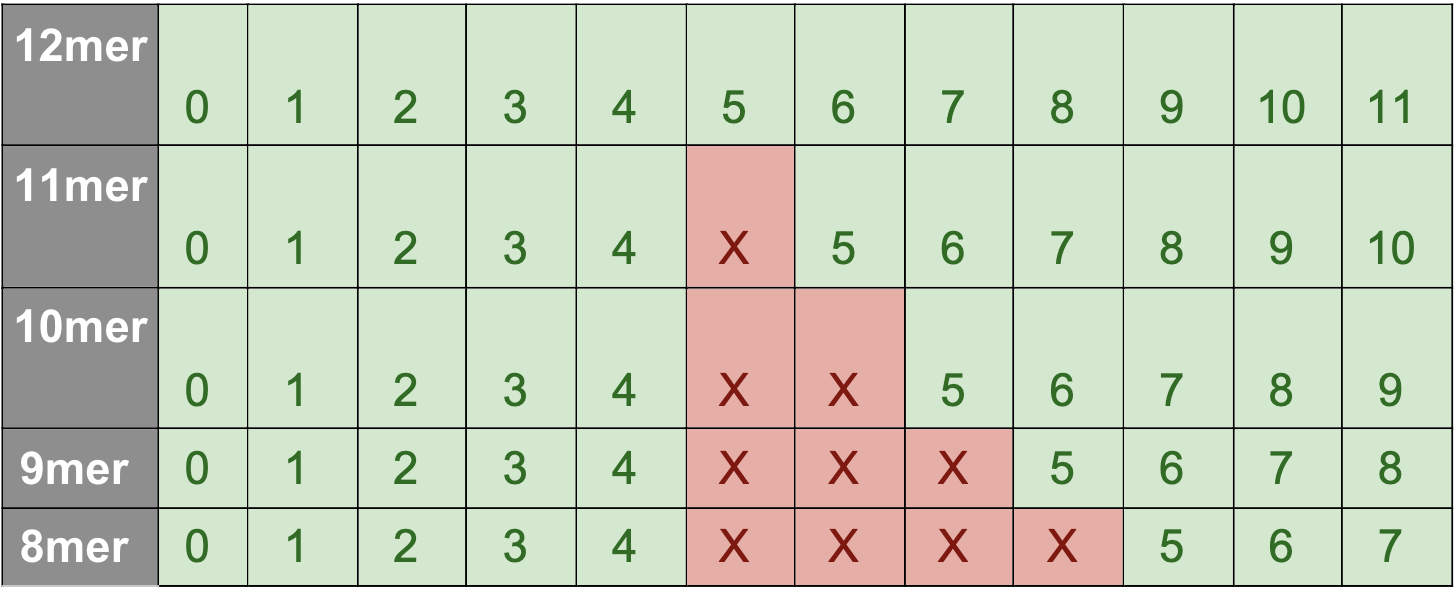 12mer 0 1 2 3 4 5 6 7 8 9 10 11
11mer 0 1 2 3 4 X 5 6 7 8 9 10
10mer 0 1 2 3 4 X X 5 6 7 8 9
9mer 0 1 2 3 4 X X X 5 6 7 8
8mer 0 1 2 3 4 X X X X 5 6 7